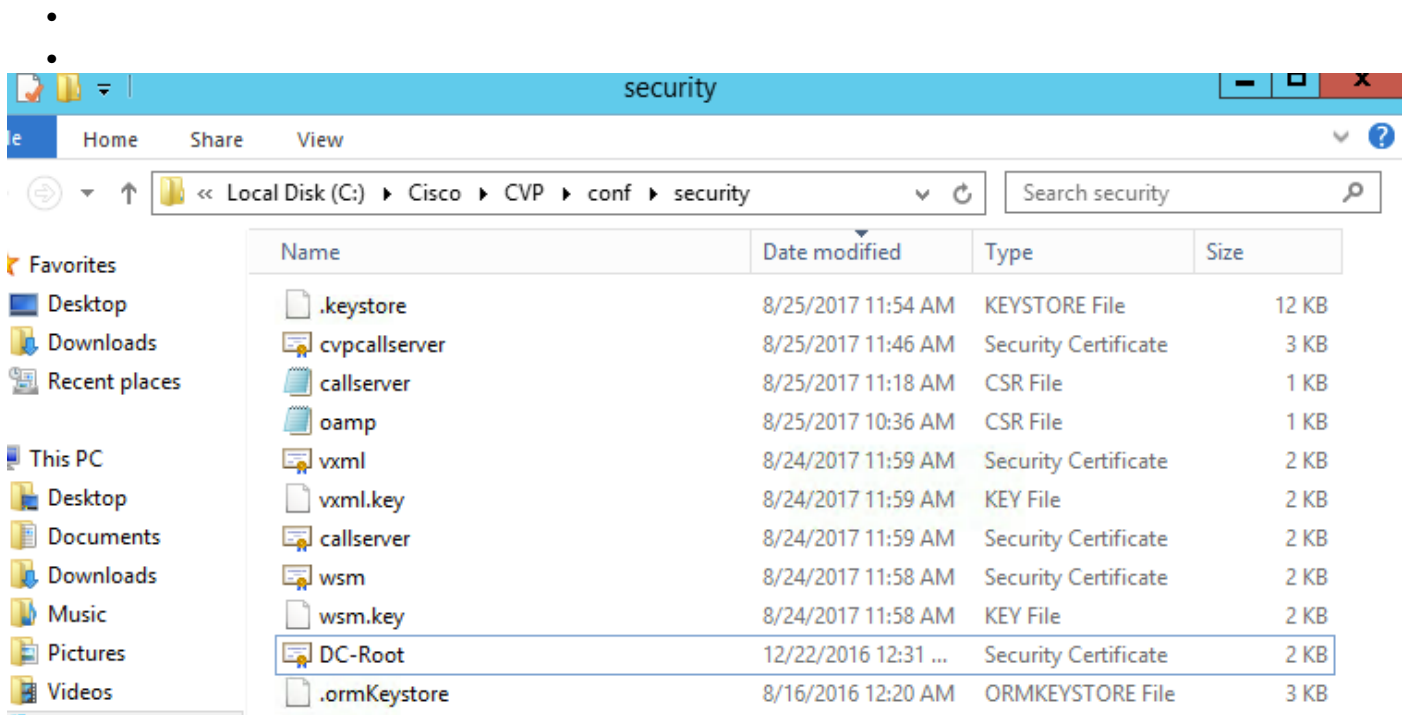 security
le Home Share View
« Local Disk (C:) Cisco CVP conf security Search security
Name Date modified Type Size
Favorites
Desktop
Downloads
Recent places
This PC
Desktop
Documents
Downloads
Music
Pictures
Videos
.keystore 8/25/2017 11:54 AM KEYSTORE File 12 KB
cvpcallserver 8/25/2017 11:46 AM Security Certificate 3 KB
callserver 8/25/2017 11:18 AM CSR File 1 KB
oamp 8/25/2017 10:36 AM CSR File 1 KB
vxml 8/24/2017 11:59 AM Security Certificate 2 KB
vxml.key 8/24/2017 11:59 AM KEY File 2 KB
callserver 8/24/2017 11:59 AM Security Certificate 2 KB
wsm 8/24/2017 11:58 AM Security Certificate 2 KB
wsm.key 8/24/2017 11:58 AM KEY File 2 KB
DC-Root 12/22/2016 12:31 ... Security Certificate 2 KB
.ormKeystore 8/16/2016 12:20 AM ORMKEYSTORE File 3 KB